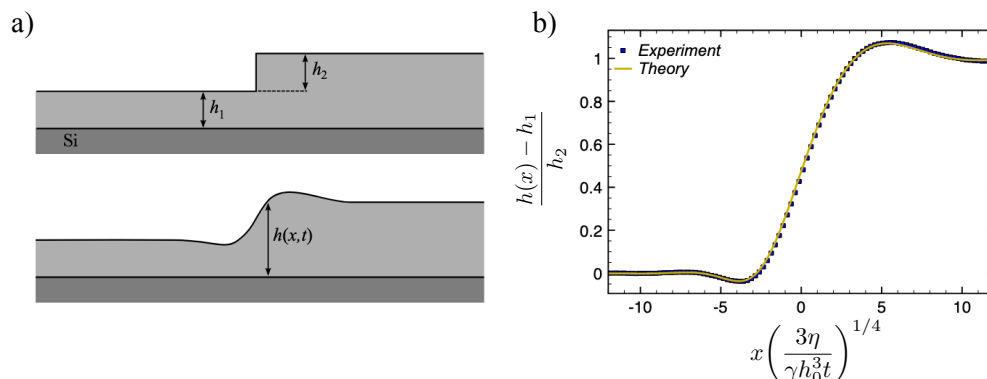 a)
h₂
h₁
Si
h(x,t)
b)
Experiment
Theory
1
0.8
0.6
0.4
0.2
0
-10 -5 0 5 10
(h(x) − h₁) / h₂
x(3η / γh₀³t)^{1/4}